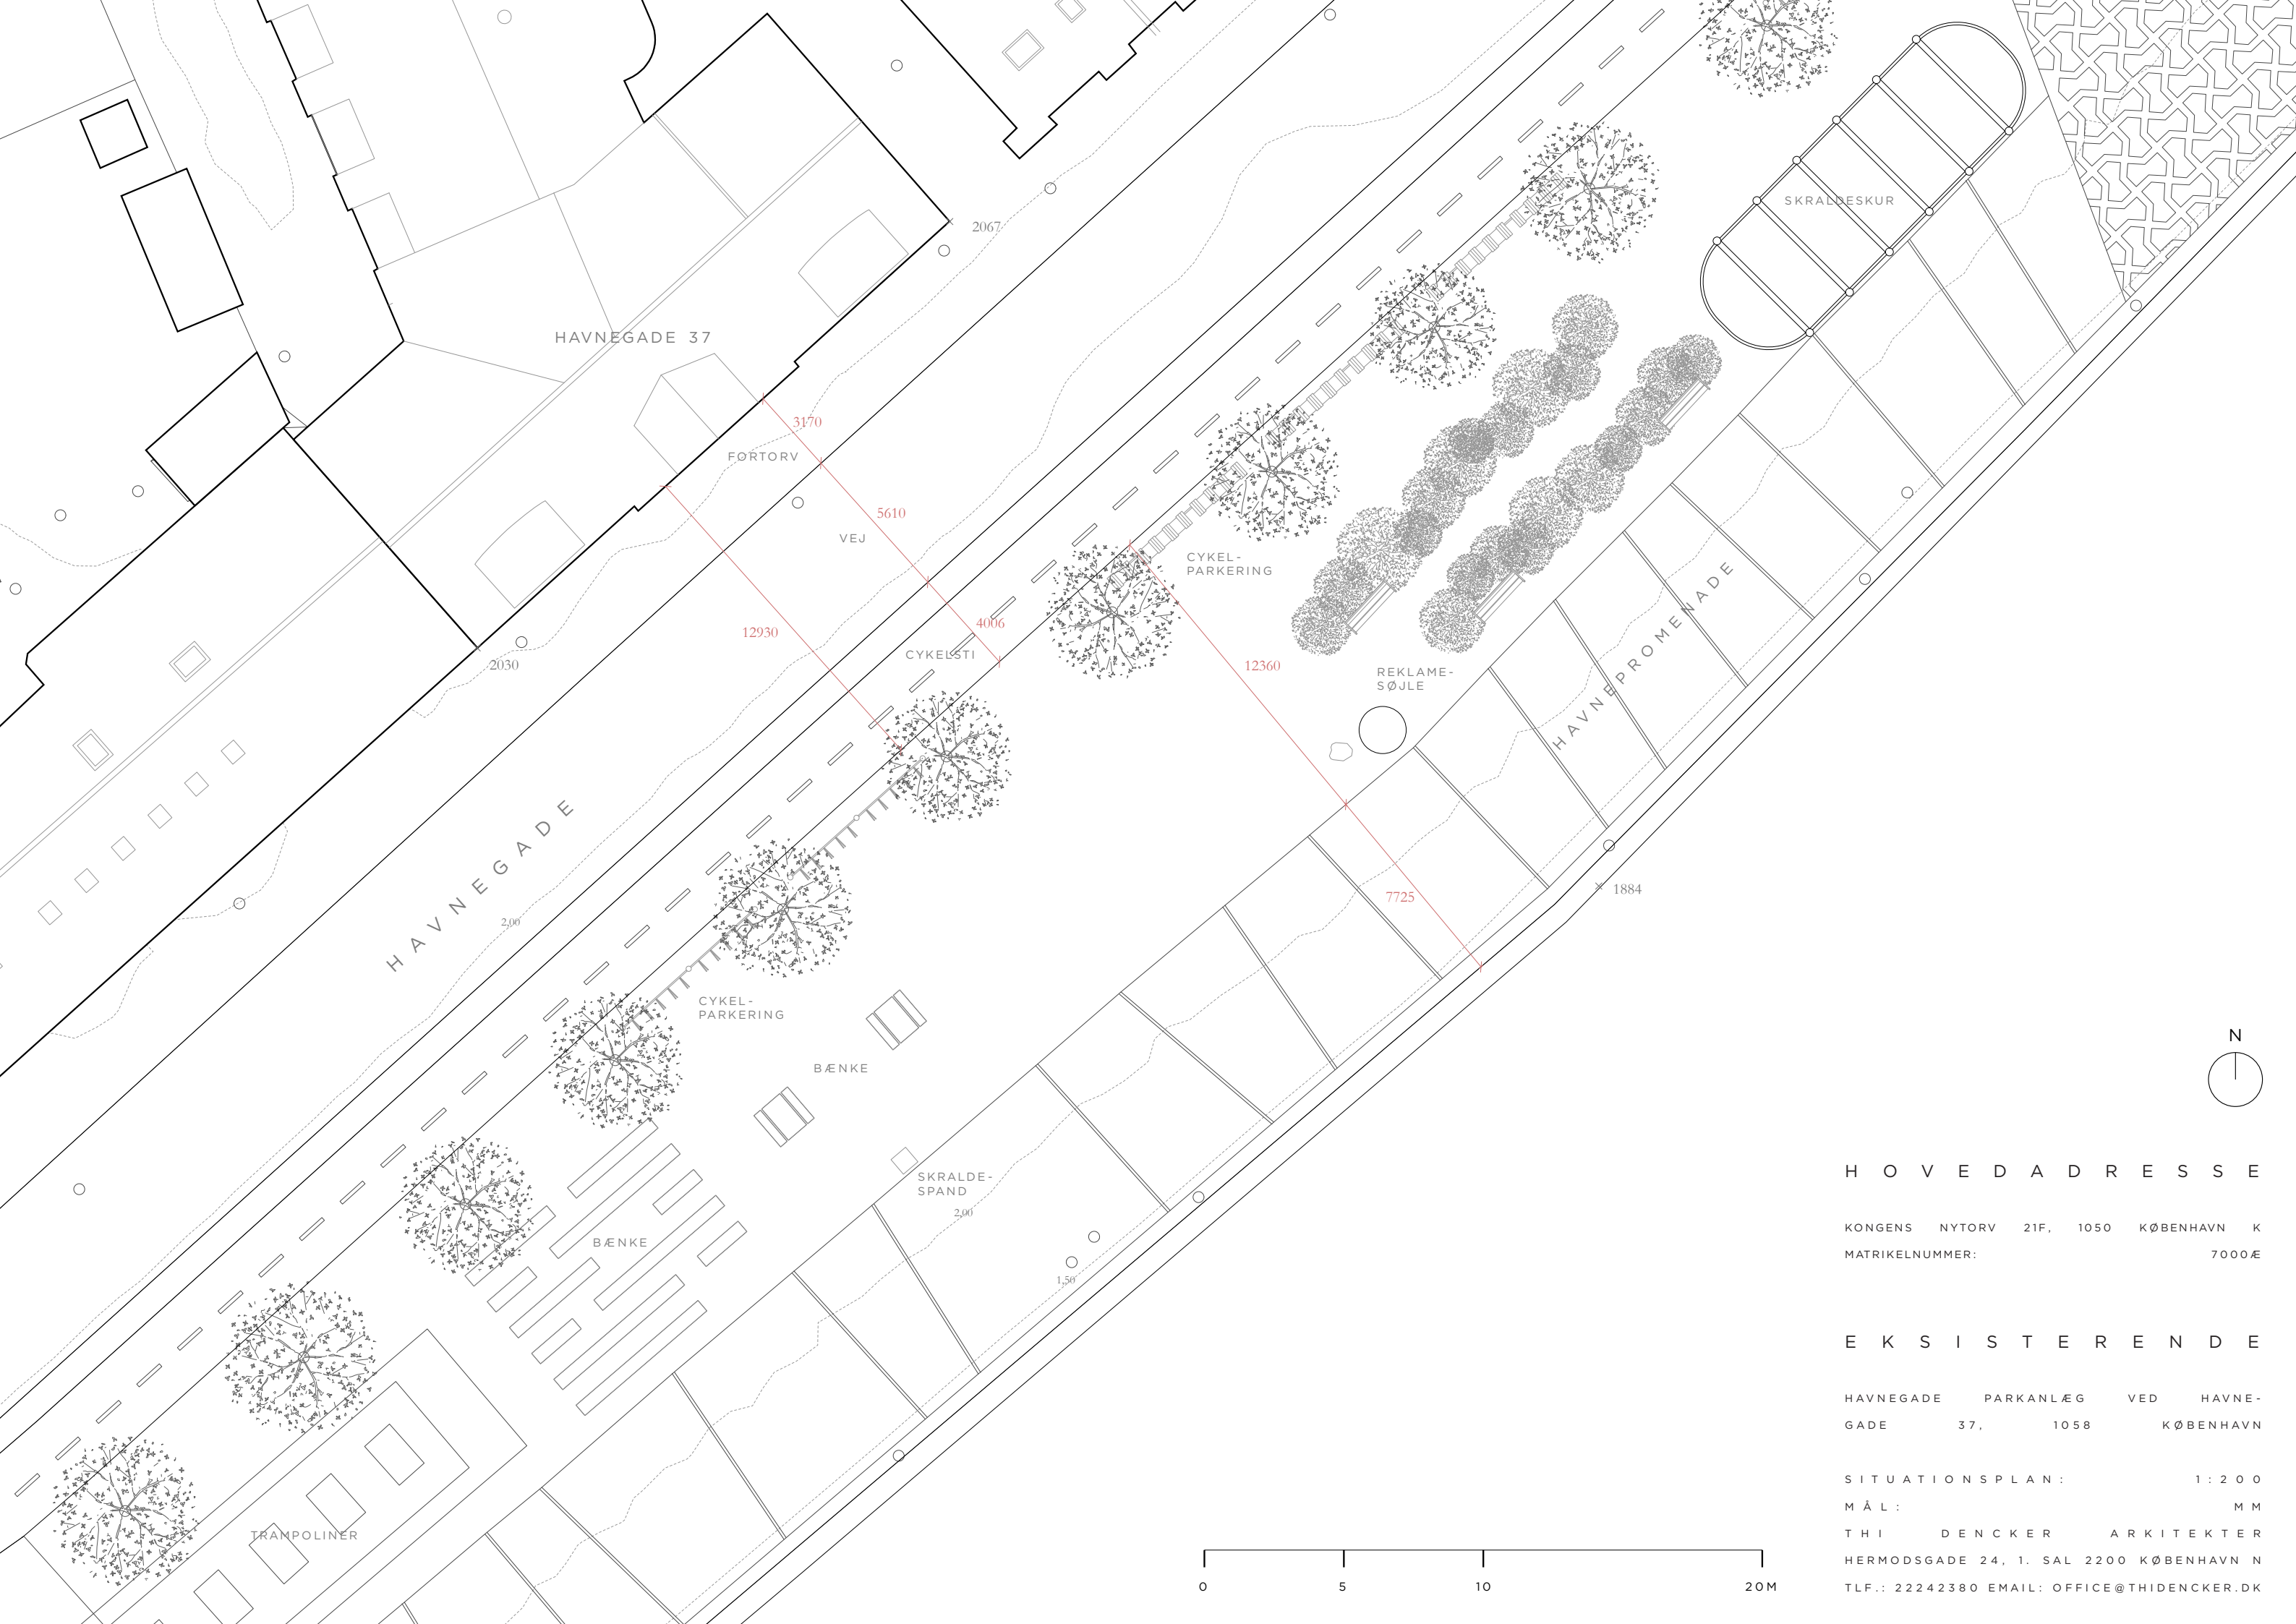 SKRALDESKUR
2067
HAVNEGADE 37
3170
FORTORV
5610
VEJ
CYKEL-
PARKERING
4006
12930
CYKELSTI
2030
12360
REKLAME-
SØJLE
HAVNEPROMENADE
HAVNEGADE
7725
1884
2,00
CYKEL-
PARKERING
BÆNKE
SKRALDE-
SPAND
2,00
BÆNKE
1,50
TRAMPOLINER
N
HOVEDADRESSE
KONGENS NYTORV 21F, 1050 KØBENHAVN K
MATRIKELNUMMER: 7000Æ
EKSISTERENDE
HAVNEGADE PARKANLÆG VED HAVNE-
GADE 37, 1058 KØBENHAVN
SITUATIONSPLAN: 1:200
MÅL: MM
THI DENCKER ARKITEKTER
HERMODSGADE 24, 1. SAL 2200 KØBENHAVN N
TLF.: 22242380 EMAIL: OFFICE@THIDENCKER.DK
0 5 10 20M